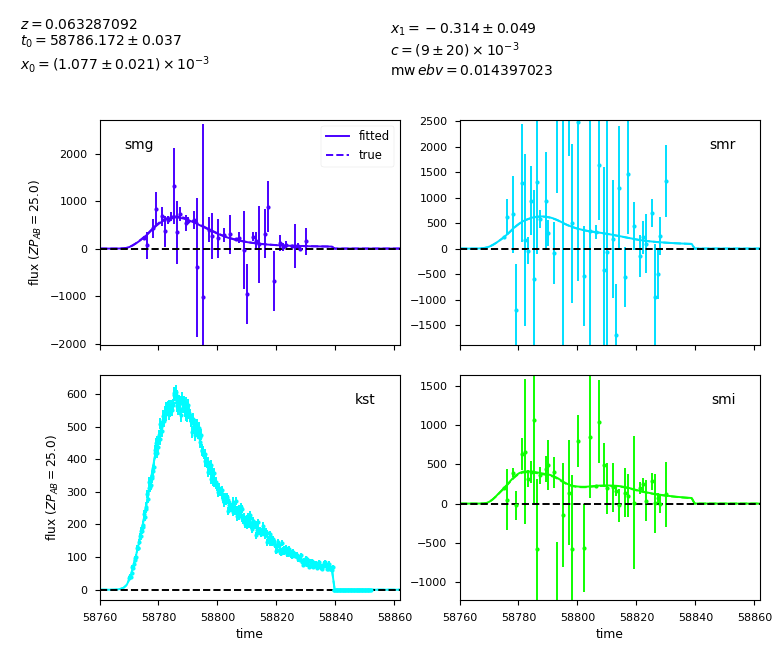 z = 0.063287092
t₀ = 58786.172 ± 0.037
x₀ = (1.077 ± 0.021) × 10⁻³
x₁ = −0.314 ± 0.049
c = (9 ± 20) × 10⁻³
mw ebv = 0.014397023
smg
fitted
true
2000
1000
0
−1000
−2000
flux (ZP_AB = 25.0)
smr
2500
2000
1500
1000
500
0
−500
−1000
−1500
kst
600
500
400
300
200
100
0
flux (ZP_AB = 25.0)
58760 58780 58800 58820 58840 58860
time
smi
1500
1000
500
0
−500
−1000
58760 58780 58800 58820 58840 58860
time